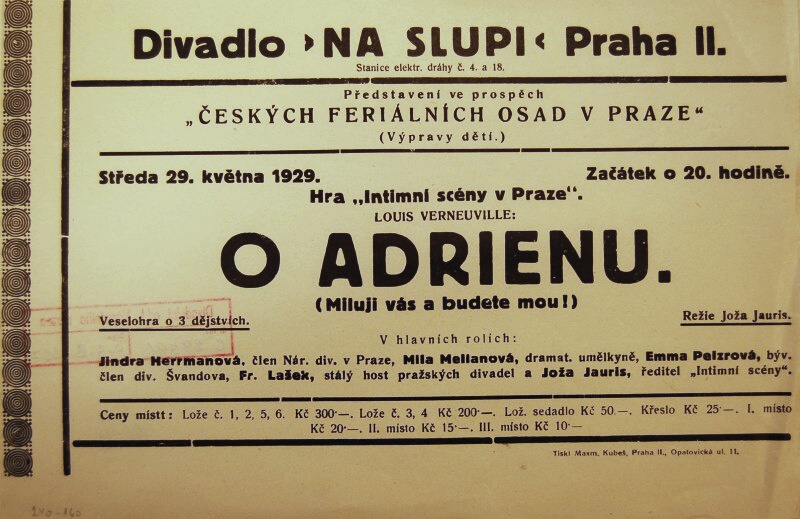 Divadlo ›NA SLUPI‹ Praha II.
Stanice elektr. dráhy č. 4. a 18.
Představení ve prospěch
„ČESKÝCH FERIÁLNÍCH OSAD V PRAZE“
(Výpravy dětí.)
Středa 29. května 1929. Začátek o 20. hodině.
Hra „Intimní scény v Praze“.
LOUIS VERNEUVILLE:
O ADRIENU.
(Miluji vás a budete mou!)
Veselohra o 3 dějstvích. Režie Joža Jauris.
V hlavních rolích:
Jindra Herrmanová, člen Nár. div. v Praze, Mila Melianová, dramat. umělkyně, Emma Pelzrová, býv.
člen div. Švandova, Fr. Lašek, stálý host pražských divadel a Joža Jauris, ředitel „Intimní scény“.
Ceny místt: Lože č. 1, 2, 5, 6. Kč 300·—. Lože č. 3, 4 Kč 200·—. Lož. sedadlo Kč 50.—. Křeslo Kč 25·—. I. místo
Kč 20·—. II. místo Kč 15·—. III. místo Kč 10·—
Tiskl Maxm. Kubeš, Praha II., Opatovická ul. 11.